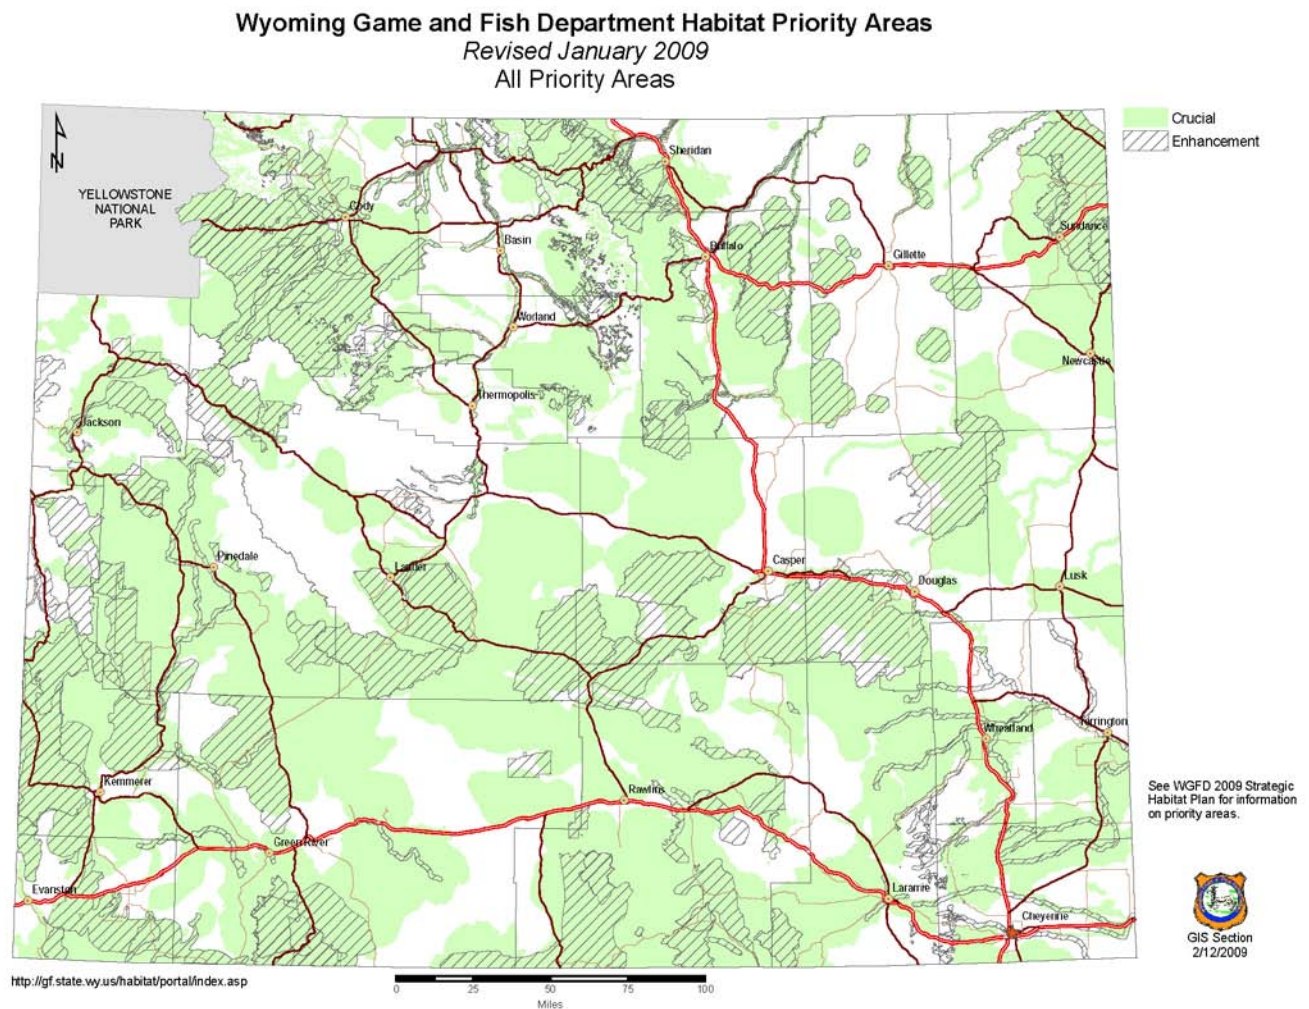 Wyoming Game and Fish Department Habitat Priority Areas
Revised January 2009
All Priority Areas
Crucial
Enhancement
N
YELLOWSTONE
NATIONAL
PARK
Sheridan
Cody
Basin
Buffalo
Gillette
Sundance
Worland
Newcastle
Thermopolis
Jackson
Pinedale
Lander
Casper
Douglas
Lusk
Wheatland
Torrington
Kemmerer
Rawlins
Green River
Evanston
Laramie
Cheyenne
See WGFD 2009 Strategic
Habitat Plan for information
on priority areas.
GIS Section
2/12/2009
http://gf.state.wy.us/habitat/portal/index.asp
0 25 50 75 100
Miles